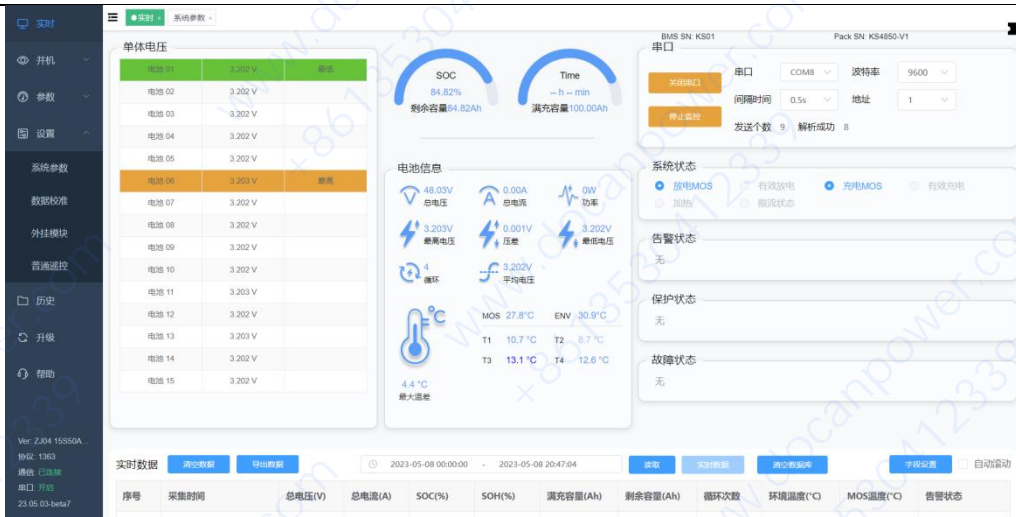 实时
并机
参数
设置
系统参数
数据校准
外挂模块
普通遥控
历史
升级
帮助
Ver: ZJ04 15S50A...
协议: 1363
通信: 已连接
串口: 开启
23.05.03-beta7
实时
系统参数
BMS SN: KS01
Pack SN: KS4850-V1
单体电压
电池 01 3.202 V 最低
电池 02 3.202 V
电池 03 3.202 V
电池 04 3.202 V
电池 05 3.202 V
电池 06 3.203 V 最高
电池 07 3.202 V
电池 08 3.202 V
电池 09 3.202 V
电池 10 3.202 V
电池 11 3.203 V
电池 12 3.202 V
电池 13 3.203 V
电池 14 3.202 V
电池 15 3.202 V
SOC
84.82%
剩余容量84.82Ah
Time
-- h -- min
满充容量100.00Ah
电池信息
48.03V 总电压
0.00A 总电流
0W 功率
3.203V 最高电压
0.001V 压差
3.202V 最低电压
4 循环
3.202V 平均电压
°C
MOS 27.8°C ENV 30.9°C
T1 10.7 °C T2 8.7 °C
T3 13.1 °C T4 12.6 °C
4.4 °C
最大温差
串口
关闭串口
停止监控
串口 COM8 波特率 9600
间隔时间 0.5s 地址 1
发送个数 9 解析成功 8
系统状态
放电MOS 有效放电 充电MOS 有效充电
加热 限流状态
告警状态
无
保护状态
无
故障状态
无
实时数据 清空数据 导出数据 2023-05-08 00:00:00 - 2023-05-08 20:47:04 读取 实时数据 清空数据库 字段设置 自动滚动
序号 采集时间 总电压(V) 总电流(A) SOC(%) SOH(%) 满充容量(Ah) 剩余容量(Ah) 循环次数 环境温度(°C) MOS温度(°C) 告警状态
www.docanpower.com
+8613530412339